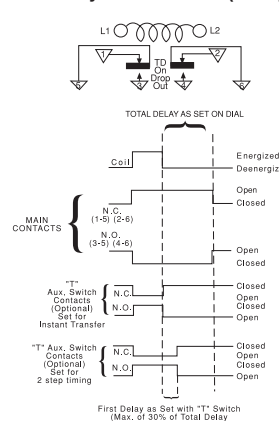 L1 L2
1 2
TD
On
Drop
Out
3 4
TOTAL DELAY AS SET ON DIAL
Coil
Energized
Deenergiz
MAIN
CONTACTS
N.C.
(1-5) (2-6)
Open
Closed
N.O.
(3-5) (4-6)
Open
Closed
"T"
Aux. Switch
Contacts
(Optional)
Set for
Instant Transfer
N.C.
N.O.
Closed
Open
Closed
Open
"T" Aux. Switch
Contacts
(Optional)
Set for
2 step timing
N.C.
N.O.
Closed
Open
Closed
Open
First Delay as Set with "T" Switch
(Max. of 30% of Total Delay